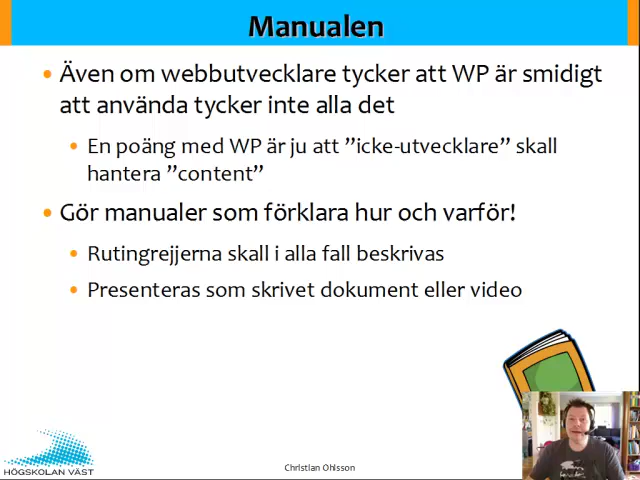 Manualen
Även om webbutvecklare tycker att WP är smidigt
att använda tycker inte alla det
En poäng med WP är ju att ”icke-utvecklare” skall
hantera ”content”
Gör manualer som förklara hur och varför!
Rutingrejjerna skall i alla fall beskrivas
Presenteras som skrivet dokument eller video
HÖGSKOLAN VÄST
Christian Ohlsson